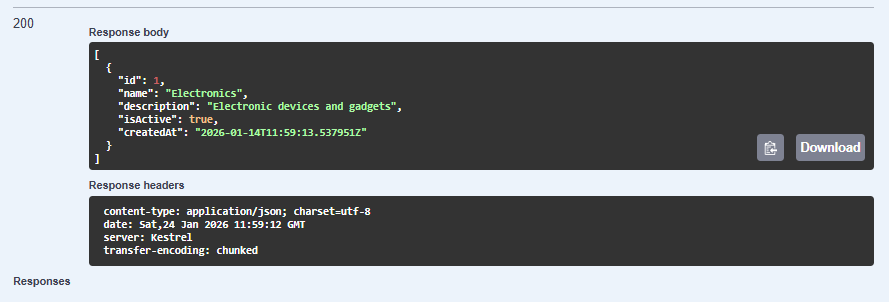 200
Response body
[
  {
    "id": 1,
    "name": "Electronics",
    "description": "Electronic devices and gadgets",
    "isActive": true,
    "createdAt": "2026-01-14T11:59:13.537951Z"
  }
]
Download
Response headers
content-type: application/json; charset=utf-8
date: Sat,24 Jan 2026 11:59:12 GMT
server: Kestrel
transfer-encoding: chunked
Responses